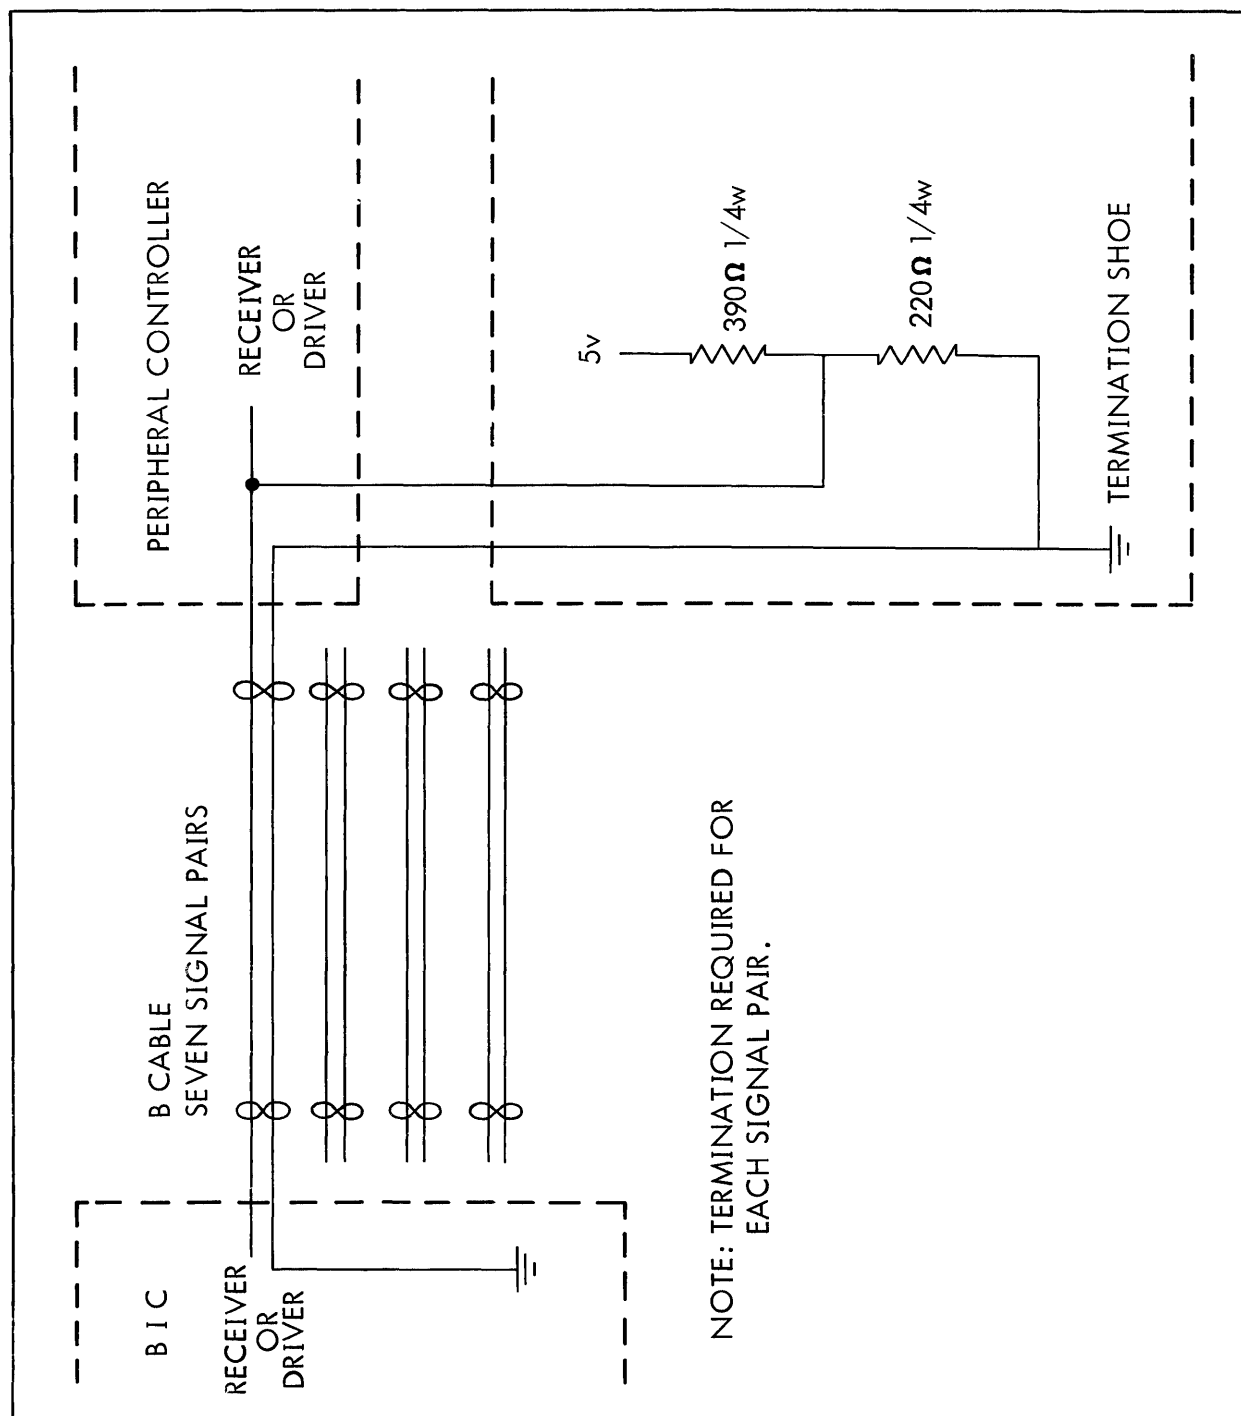 B I C
RECEIVER
OR
DRIVER
B CABLE
SEVEN SIGNAL PAIRS
PERIPHERAL CONTROLLER
RECEIVER
OR
DRIVER
5v
390Ω 1/4w
220Ω 1/4w
TERMINATION SHOE
NOTE: TERMINATION REQUIRED FOR
EACH SIGNAL PAIR.